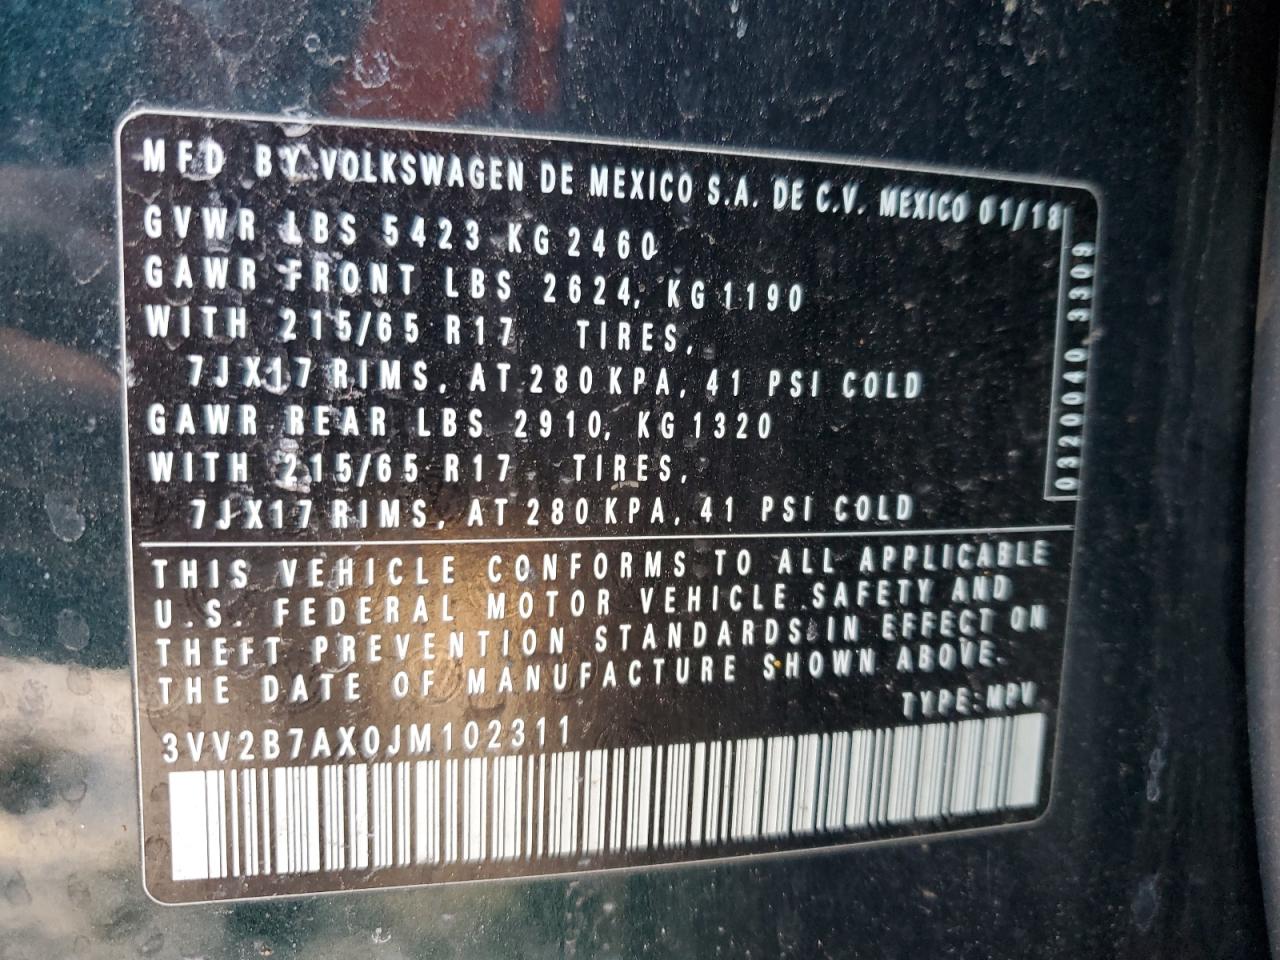 MFD BY VOLKSWAGEN DE MEXICO S.A. DE C.V. MEXICO 01/18
GVWR LBS 5423 KG 2460
GAWR FRONT LBS 2624, KG 1190
WITH 215/65 R17 TIRES,
7JX17 RIMS, AT 280 KPA, 41 PSI COLD
GAWR REAR LBS 2910, KG 1320
WITH 215/65 R17 TIRES,
7JX17 RIMS, AT 280 KPA, 41 PSI COLD
0320040 3309
THIS VEHICLE CONFORMS TO ALL APPLICABLE
U.S. FEDERAL MOTOR VEHICLE SAFETY AND
THEFT PREVENTION STANDARDS IN EFFECT ON
THE DATE OF MANUFACTURE SHOWN ABOVE.
TYPE: MPV
3VV2B7AX0JM102311